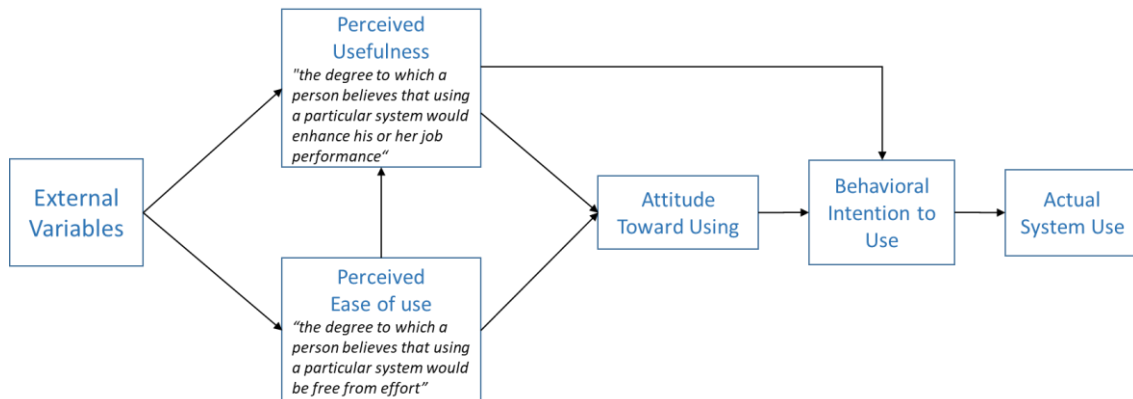 Perceived
Usefulness
"the degree to which a
person believes that using
a particular system would
enhance his or her job
performance“
External
Variables
Perceived
Ease of use
“the degree to which a
person believes that using
a particular system would
be free from effort”
Attitude
Toward Using
Behavioral
Intention to
Use
Actual
System Use